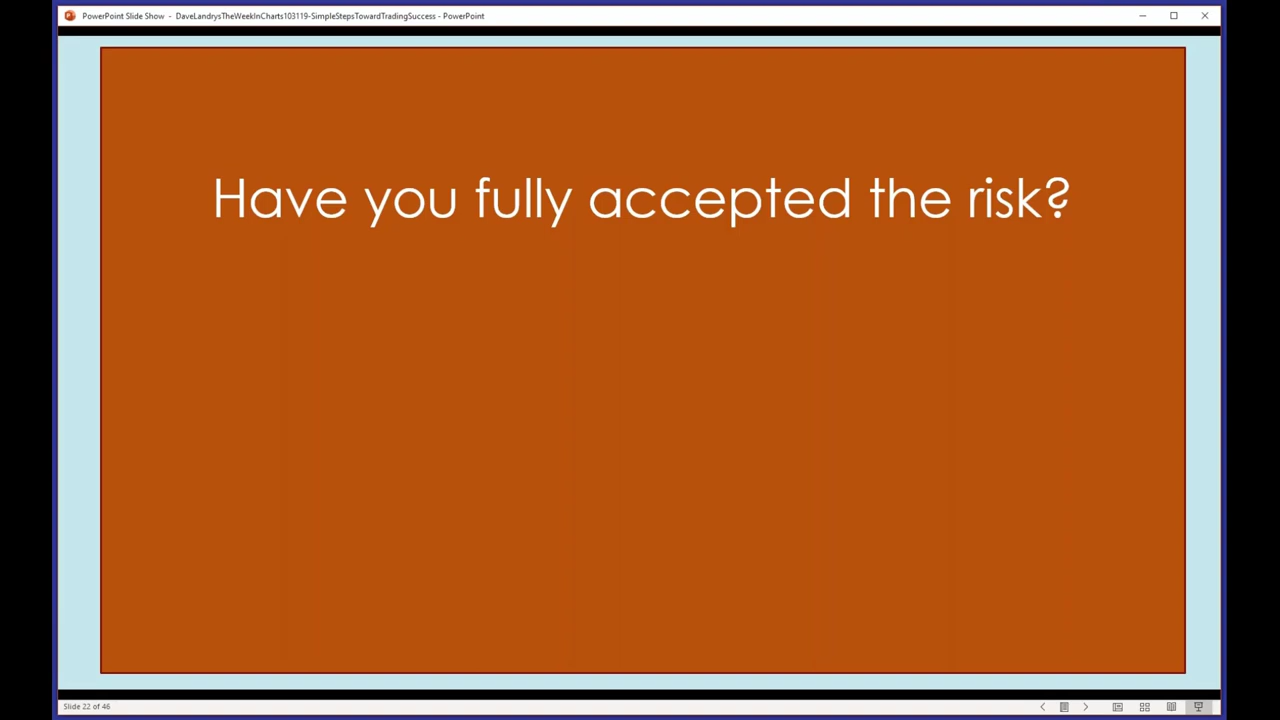 PowerPoint Slide Show - DaveLandrysTheWeekInCharts103119-SimpleStepsTowardTradingSuccess - PowerPoint
Have you fully accepted the risk?
Slide 22 of 46